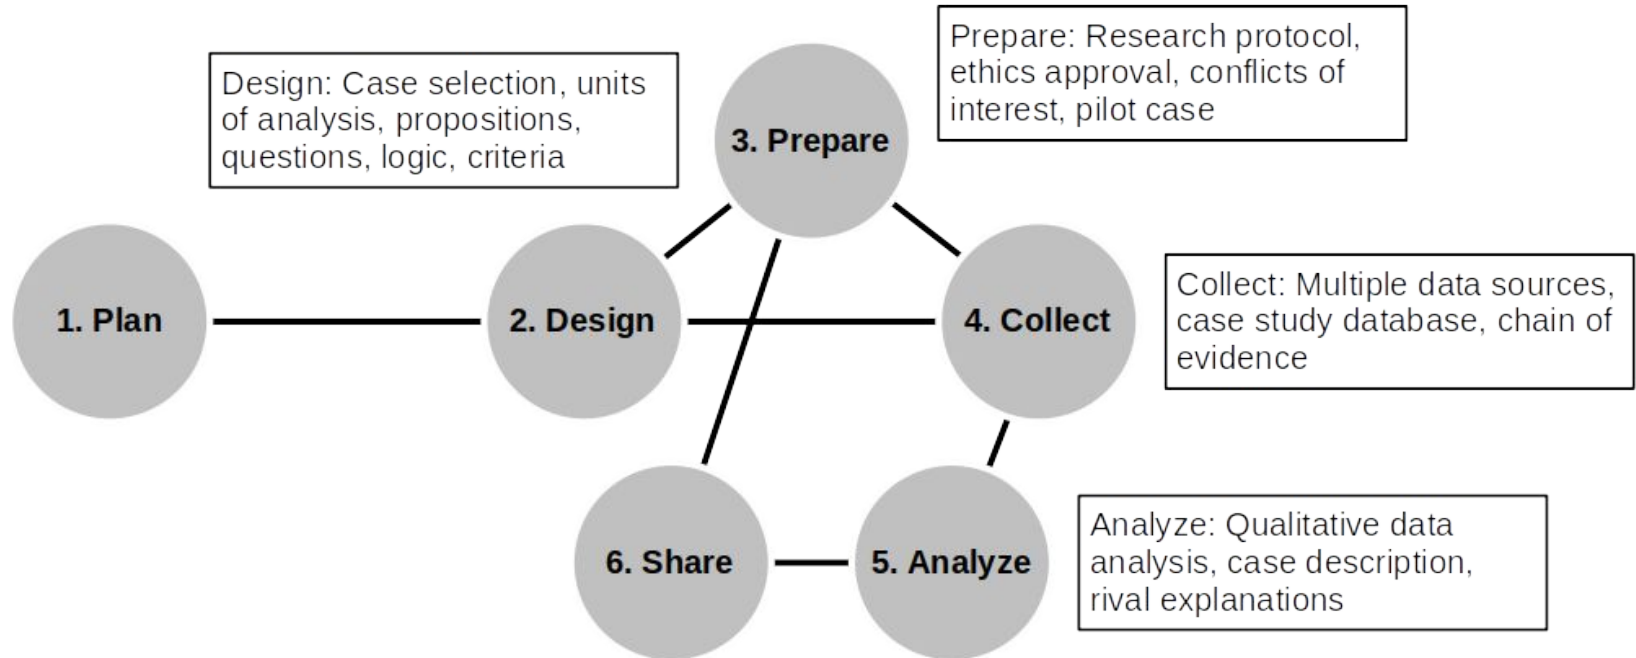 Design: Case selection, units
of analysis, propositions,
questions, logic, criteria
Prepare: Research protocol,
ethics approval, conflicts of
interest, pilot case
3. Prepare
1. Plan
2. Design
4. Collect
Collect: Multiple data sources,
case study database, chain of
evidence
6. Share
5. Analyze
Analyze: Qualitative data
analysis, case description,
rival explanations